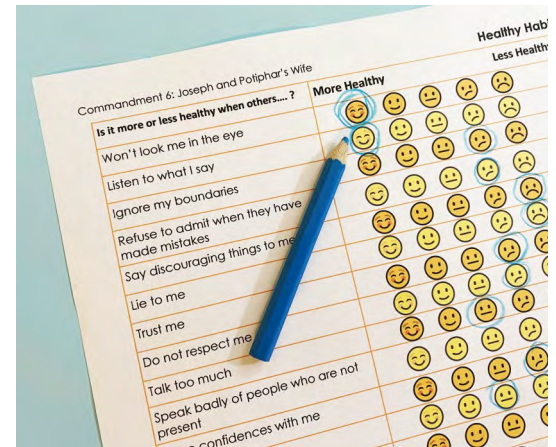 Healthy
Commandment 6: Joseph and Potiphar's Wife
Less
Is it more or less healthy when others.... ?
More Healthy
Won't look me in the eye
Listen to what I say
Ignore my boundaries
Refuse to admit when they have
made mistakes
Say discouraging things to me
Lie to me
Trust me
Do not respect me
Talk too much
Speak badly of people who are not
present
confidences with me